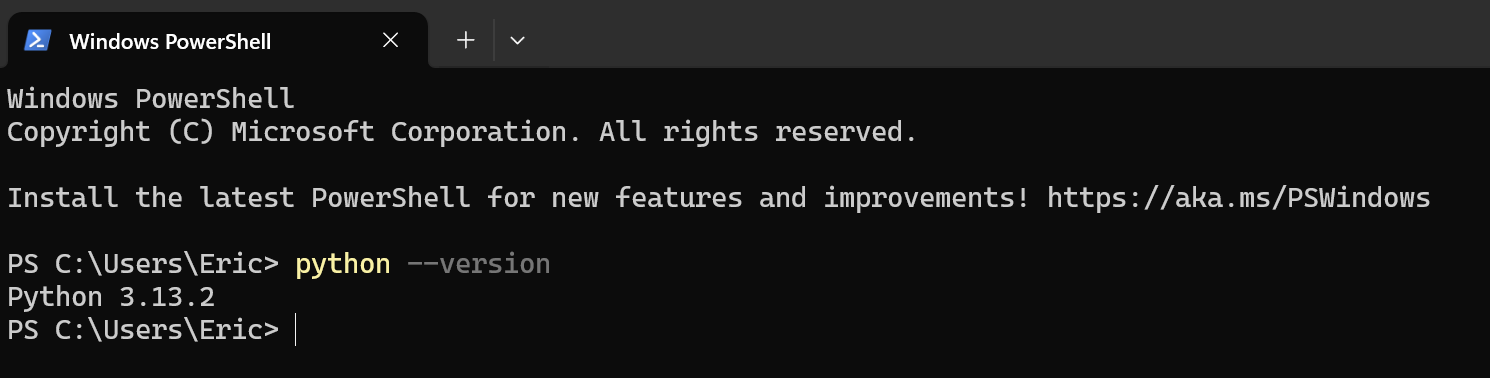 Windows PowerShell
Windows PowerShell
Copyright (C) Microsoft Corporation. All rights reserved.
Install the latest PowerShell for new features and improvements! https://aka.ms/PSWindows
PS C:\Users\Eric> python --version
Python 3.13.2
PS C:\Users\Eric>